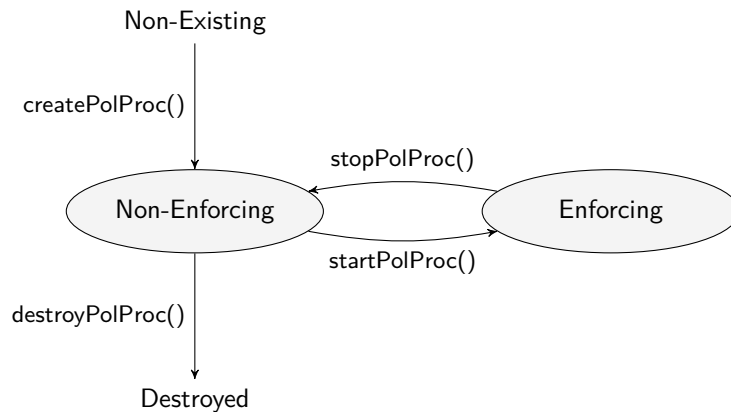 Non-Existing
createPolProc()
stopPolProc()
Non-Enforcing
Enforcing
startPolProc()
destroyPolProc()
Destroyed